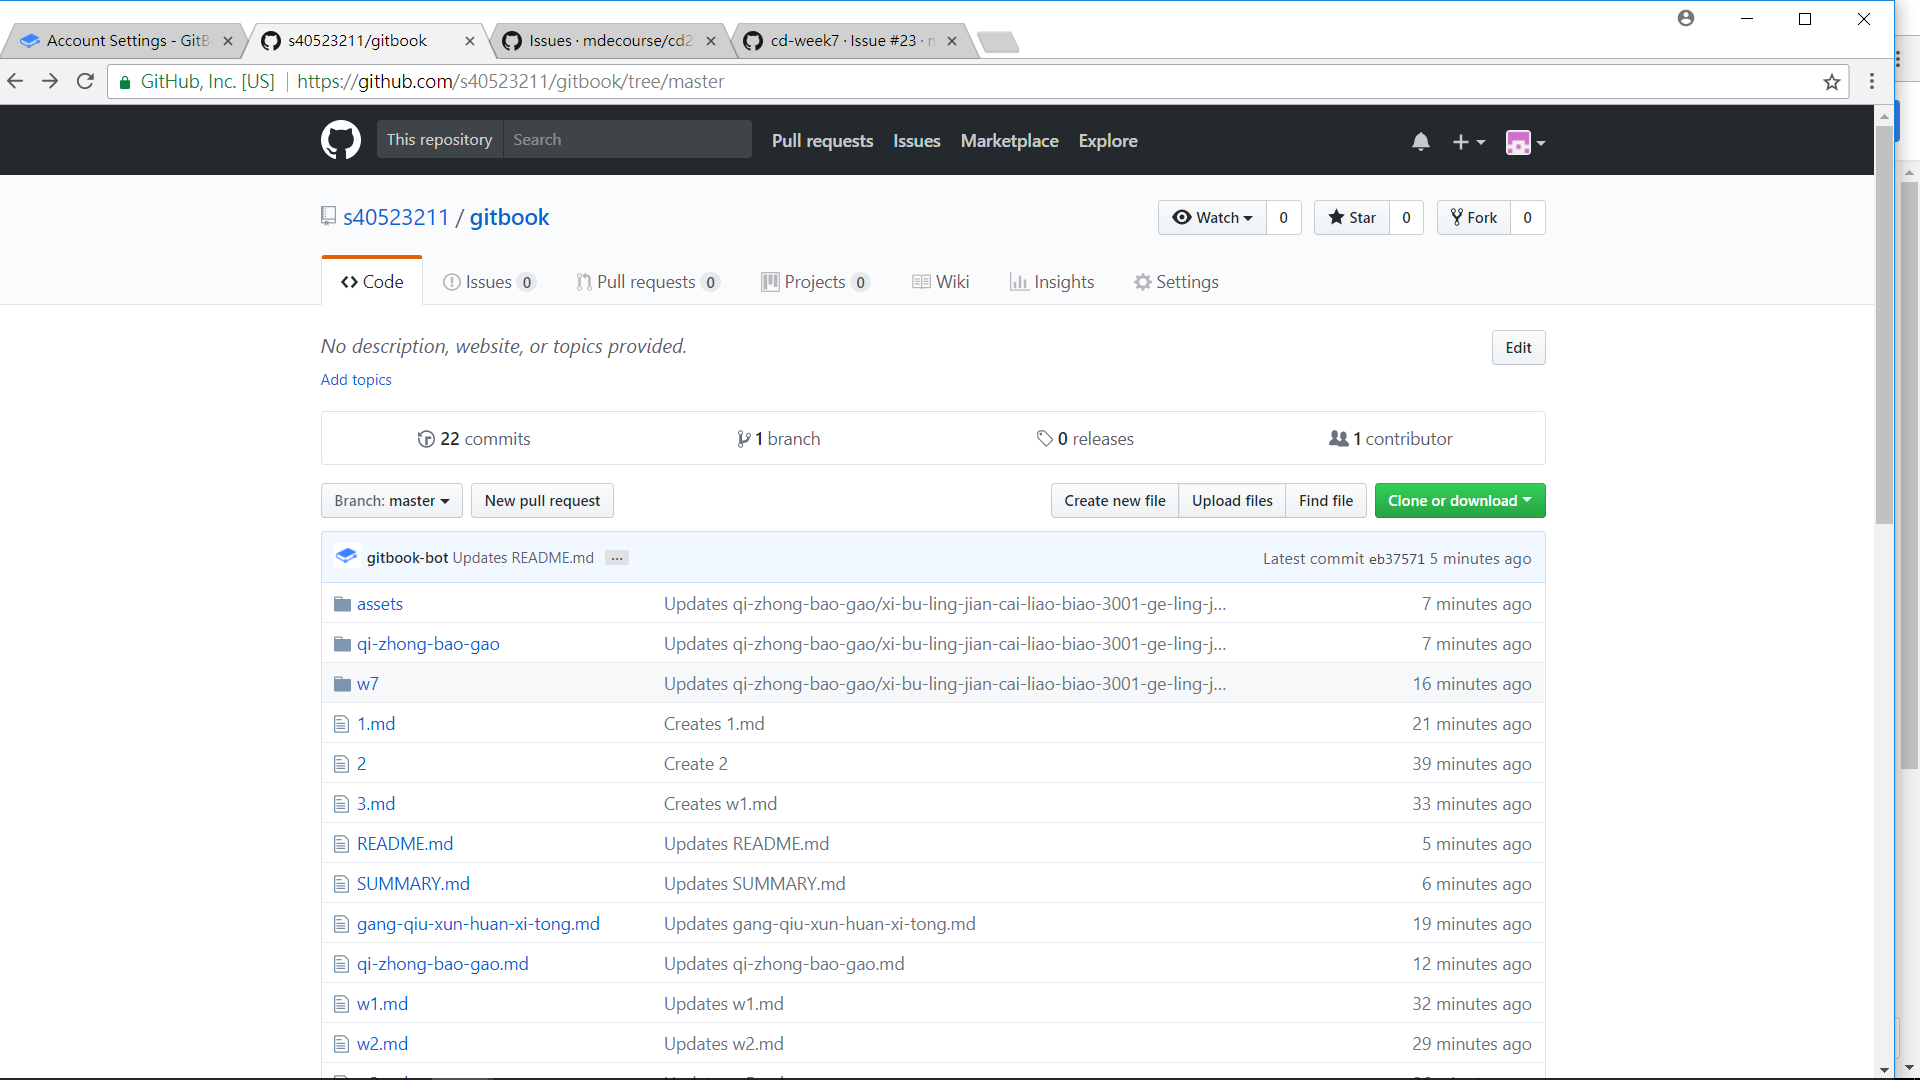 Account Settings - GitB
s40523211/gitbook
Issues · mdecourse/cd2
cd-week7 · Issue #23 · m
GitHub, Inc. [US] https://github.com/s40523211/gitbook/tree/master
This repository Search Pull requests Issues Marketplace Explore
s40523211 / gitbook Watch 0 Star 0 Fork 0
Code Issues 0 Pull requests 0 Projects 0 Wiki Insights Settings
No description, website, or topics provided. Edit
Add topics
22 commits 1 branch 0 releases 1 contributor
Branch: master New pull request Create new file Upload files Find file Clone or download
gitbook-bot Updates README.md ... Latest commit eb37571 5 minutes ago
assets Updates qi-zhong-bao-gao/xi-bu-ling-jian-cai-liao-biao-3001-ge-ling-j... 7 minutes ago
qi-zhong-bao-gao Updates qi-zhong-bao-gao/xi-bu-ling-jian-cai-liao-biao-3001-ge-ling-j... 7 minutes ago
w7 Updates qi-zhong-bao-gao/xi-bu-ling-jian-cai-liao-biao-3001-ge-ling-j... 16 minutes ago
1.md Creates 1.md 21 minutes ago
2 Create 2 39 minutes ago
3.md Creates w1.md 33 minutes ago
README.md Updates README.md 5 minutes ago
SUMMARY.md Updates SUMMARY.md 6 minutes ago
gang-qiu-xun-huan-xi-tong.md Updates gang-qiu-xun-huan-xi-tong.md 19 minutes ago
qi-zhong-bao-gao.md Updates qi-zhong-bao-gao.md 12 minutes ago
w1.md Updates w1.md 32 minutes ago
w2.md Updates w2.md 29 minutes ago